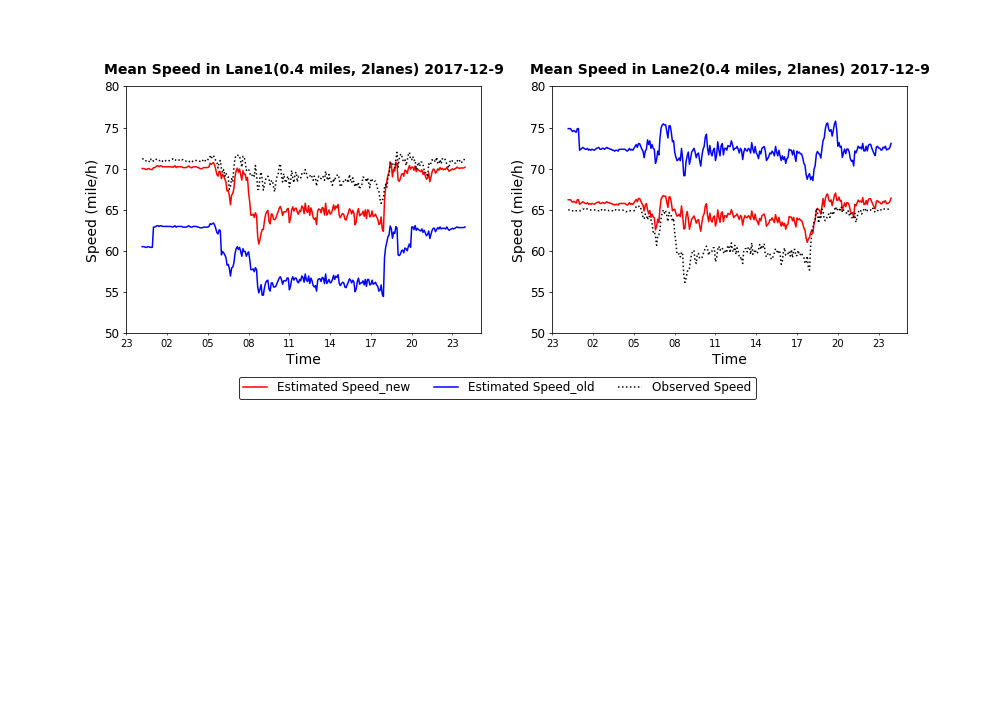 Mean Speed in Lane1(0.4 miles, 2lanes) 2017-12-9
80
75
70
65
60
55
50
Speed (mile/h)
23 02 05 08 11 14 17 20 23
Time
Mean Speed in Lane2(0.4 miles, 2lanes) 2017-12-9
80
75
70
65
60
55
50
Speed (mile/h)
23 02 05 08 11 14 17 20 23
Time
Estimated Speed_new Estimated Speed_old Observed Speed